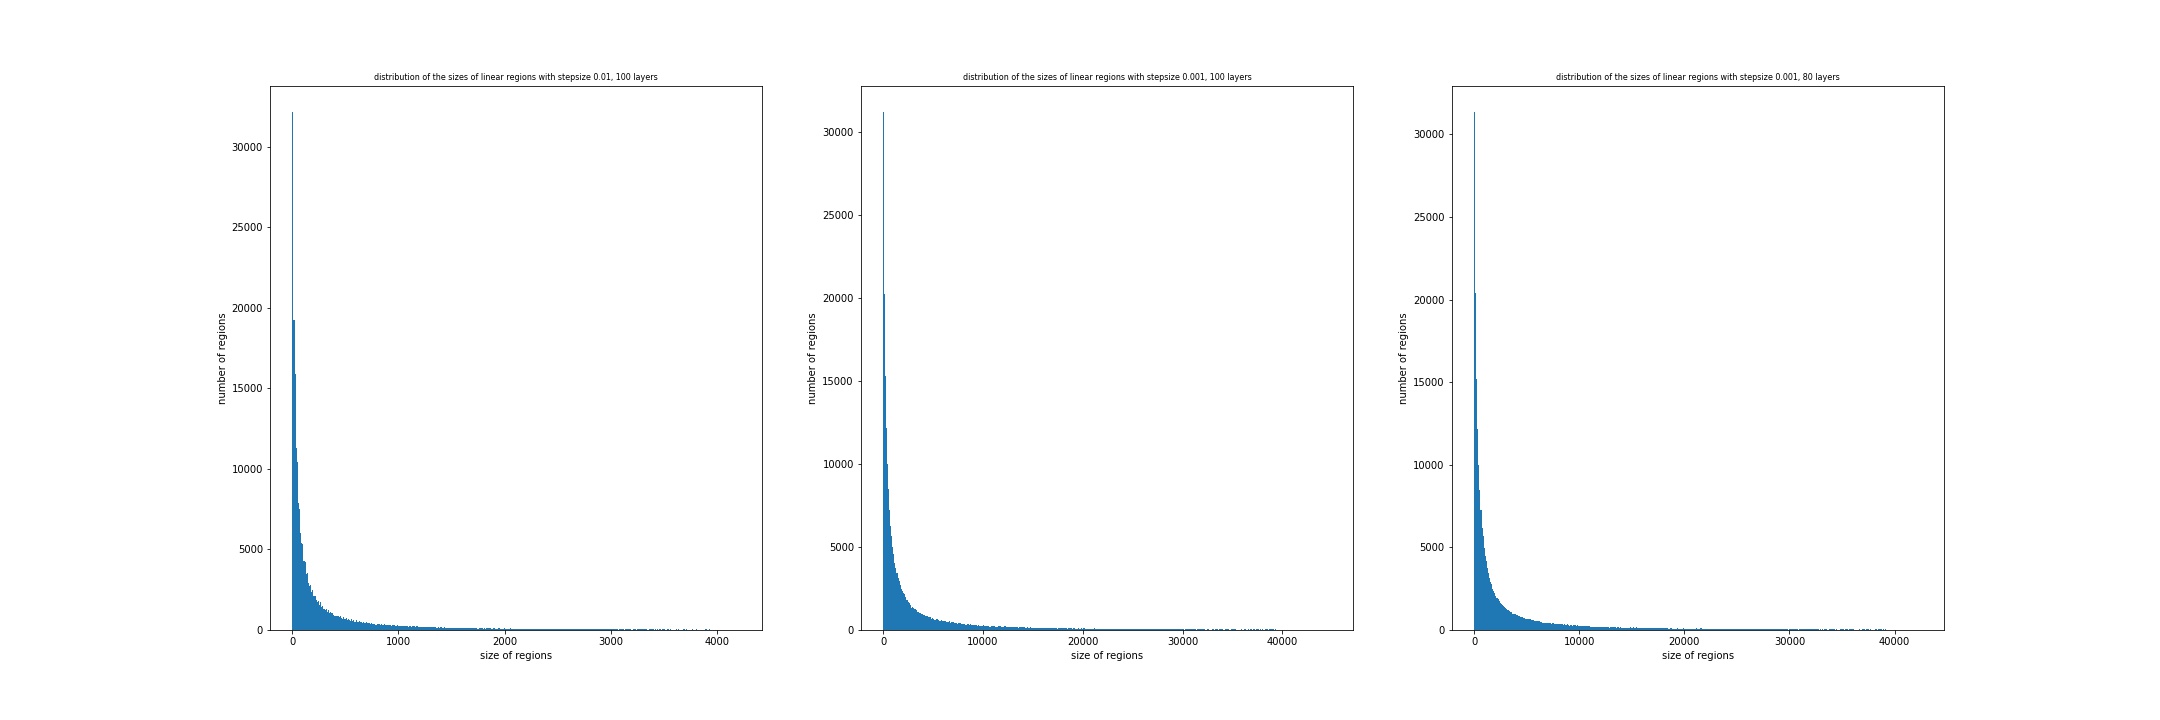 distribution of the sizes of linear regions with stepsize 0.01, 100 layers
number of regions
30000
25000
20000
15000
10000
5000
0
0 1000 2000 3000 4000
size of regions
distribution of the sizes of linear regions with stepsize 0.001, 100 layers
number of regions
30000
25000
20000
15000
10000
5000
0
0 10000 20000 30000 40000
size of regions
distribution of the sizes of linear regions with stepsize 0.001, 80 layers
number of regions
30000
25000
20000
15000
10000
5000
0
0 10000 20000 30000 40000
size of regions